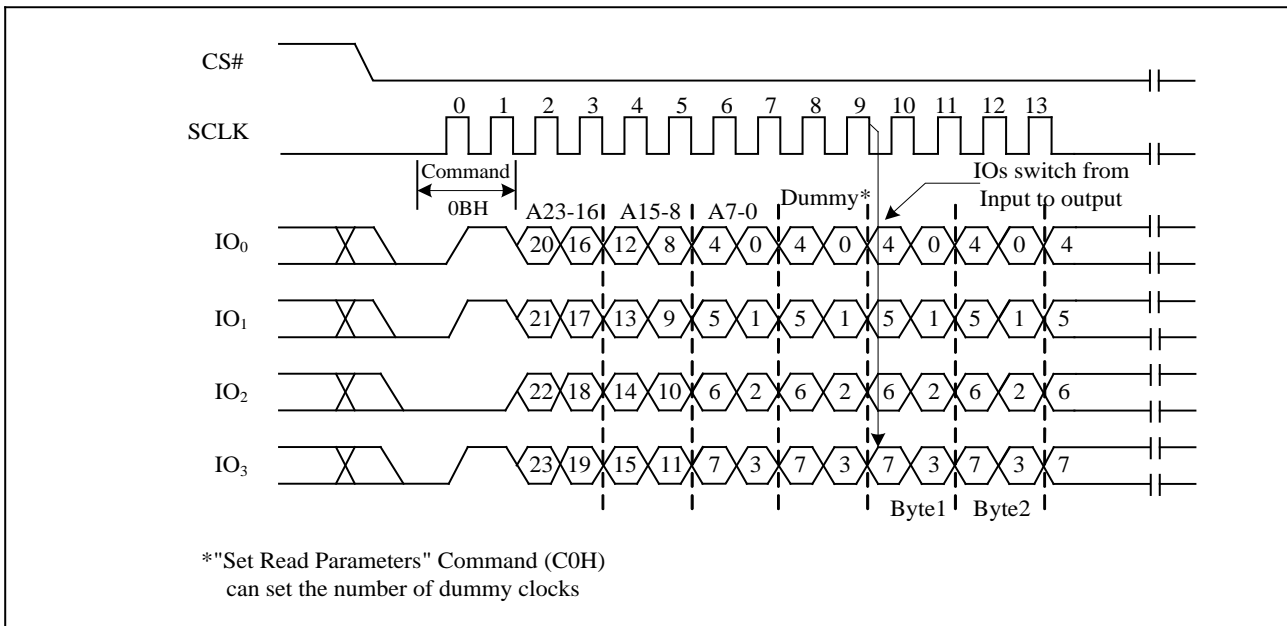 CS#
0 1 2 3 4 5 6 7 8 9 10 11 12 13
SCLK
Command
0BH
IOs switch from
Input to output
Dummy*
A23-16 A15-8 A7-0
IO₀ 20 16 12 8 4 0 4 0 4 0 4 0 4
IO₁ 21 17 13 9 5 1 5 1 5 1 5 1 5
IO₂ 22 18 14 10 6 2 6 2 6 2 6 2 6
IO₃ 23 19 15 11 7 3 7 3 7 3 7 3 7
Byte1 Byte2
*"Set Read Parameters" Command (C0H)
can set the number of dummy clocks